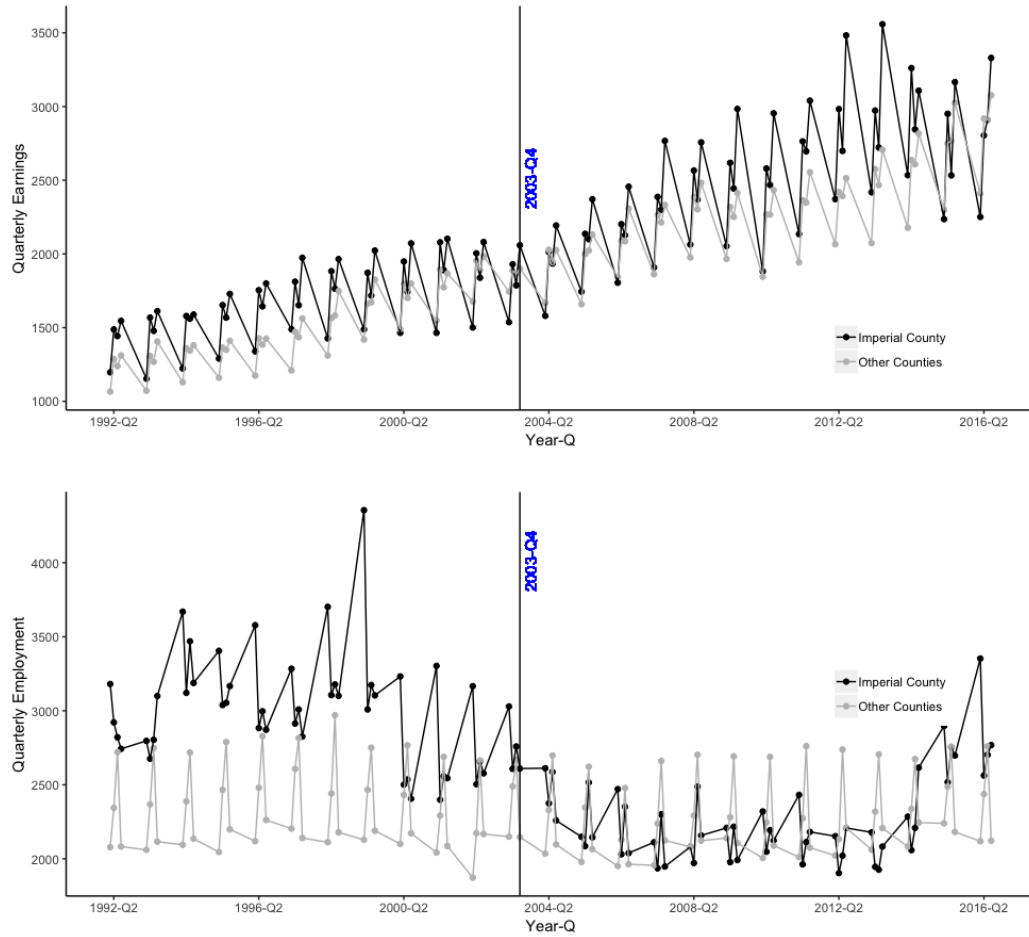 3500
3000
2500
2000
1500
1000
Quarterly Earnings
2003-Q4
Imperial County
Other Counties
1992-Q2
1996-Q2
2000-Q2
2004-Q2
2008-Q2
2012-Q2
2016-Q2
Year-Q
4000
3500
3000
2500
2000
Quarterly Employment
2003-Q4
Imperial County
Other Counties
1992-Q2
1996-Q2
2000-Q2
2004-Q2
2008-Q2
2012-Q2
2016-Q2
Year-Q